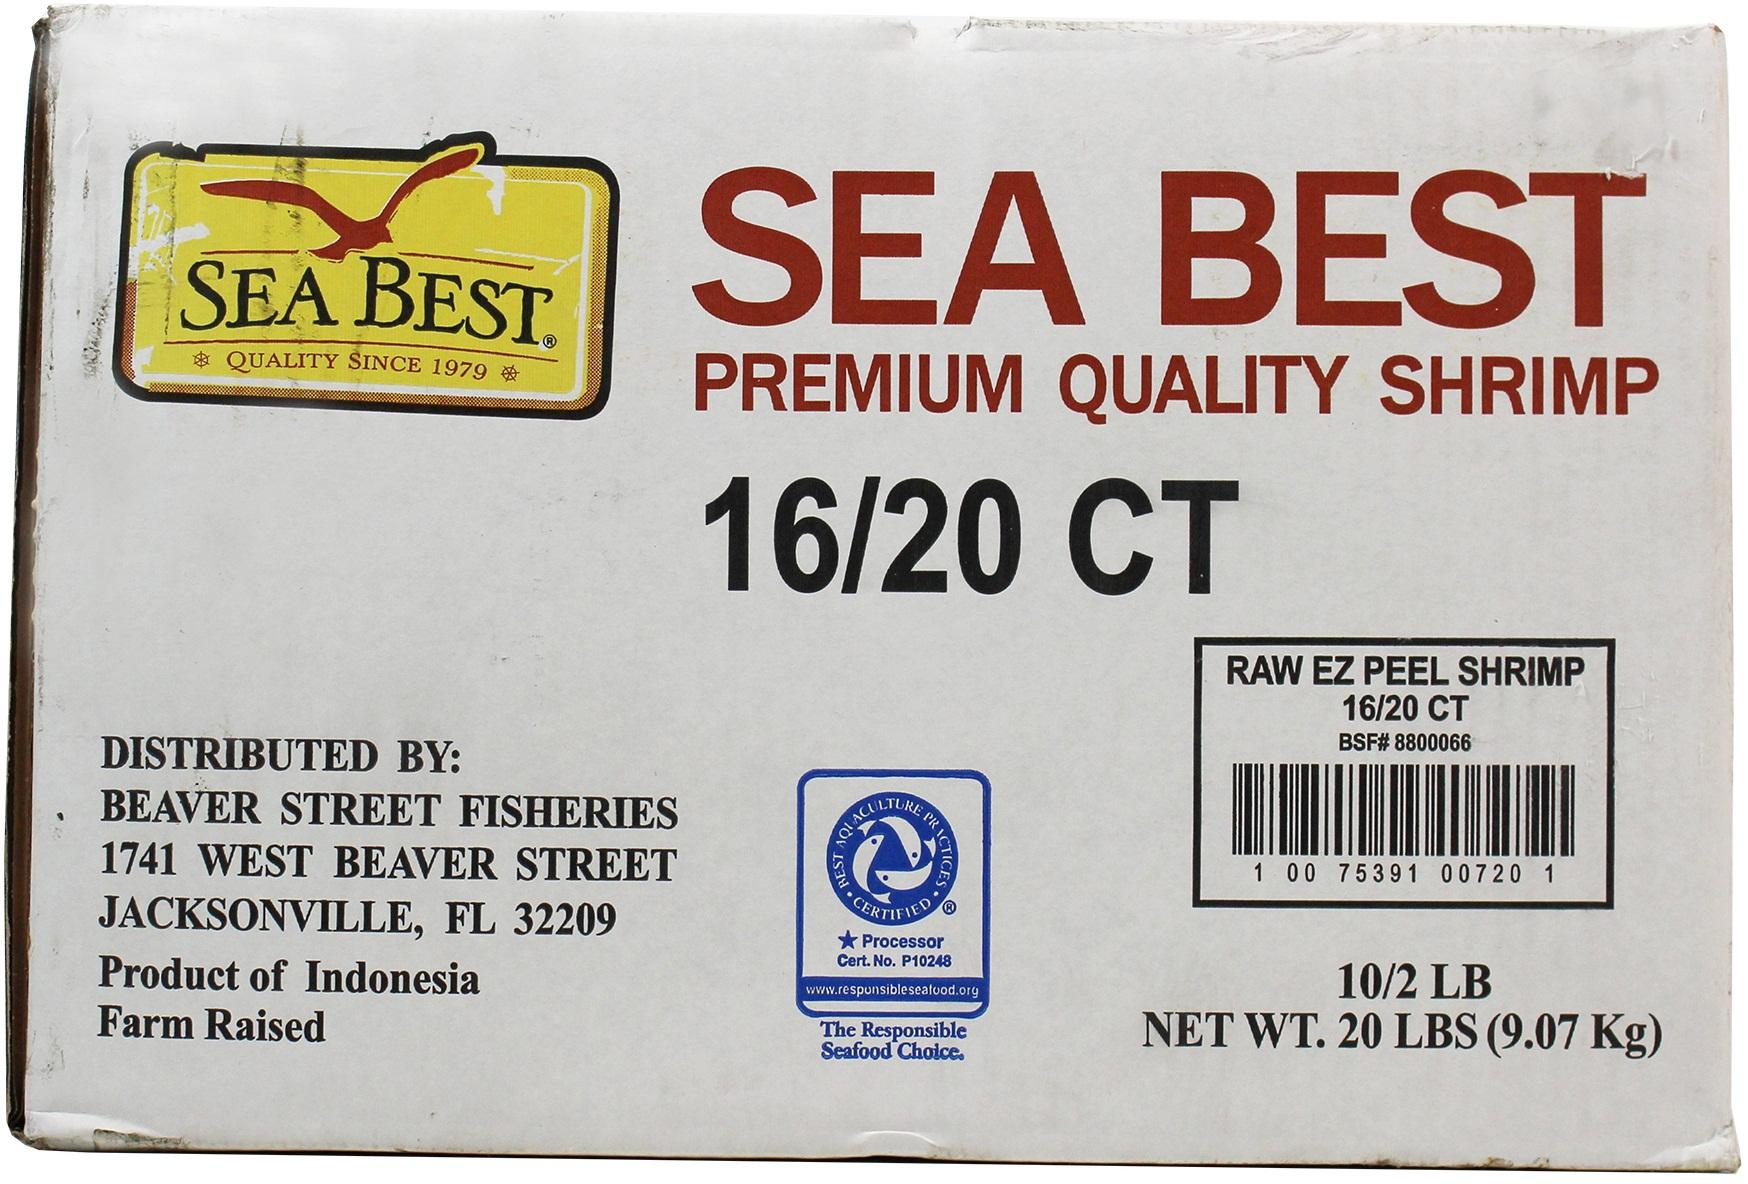 SEA BEST®
QUALITY SINCE 1979
SEA BEST
PREMIUM QUALITY SHRIMP
16/20 CT
DISTRIBUTED BY:
BEAVER STREET FISHERIES
1741 WEST BEAVER STREET
JACKSONVILLE, FL 32209
Product of Indonesia
Farm Raised
BEST AQUACULTURE PRACTICES
• CERTIFIED • ®
★ Processor
Cert. No. P10248
www.responsibleseafood.org
The Responsible
Seafood Choice.
RAW EZ PEEL SHRIMP
16/20 CT
BSF# 8800066
1 00 75391 00720 1
10/2 LB
NET WT. 20 LBS (9.07 Kg)